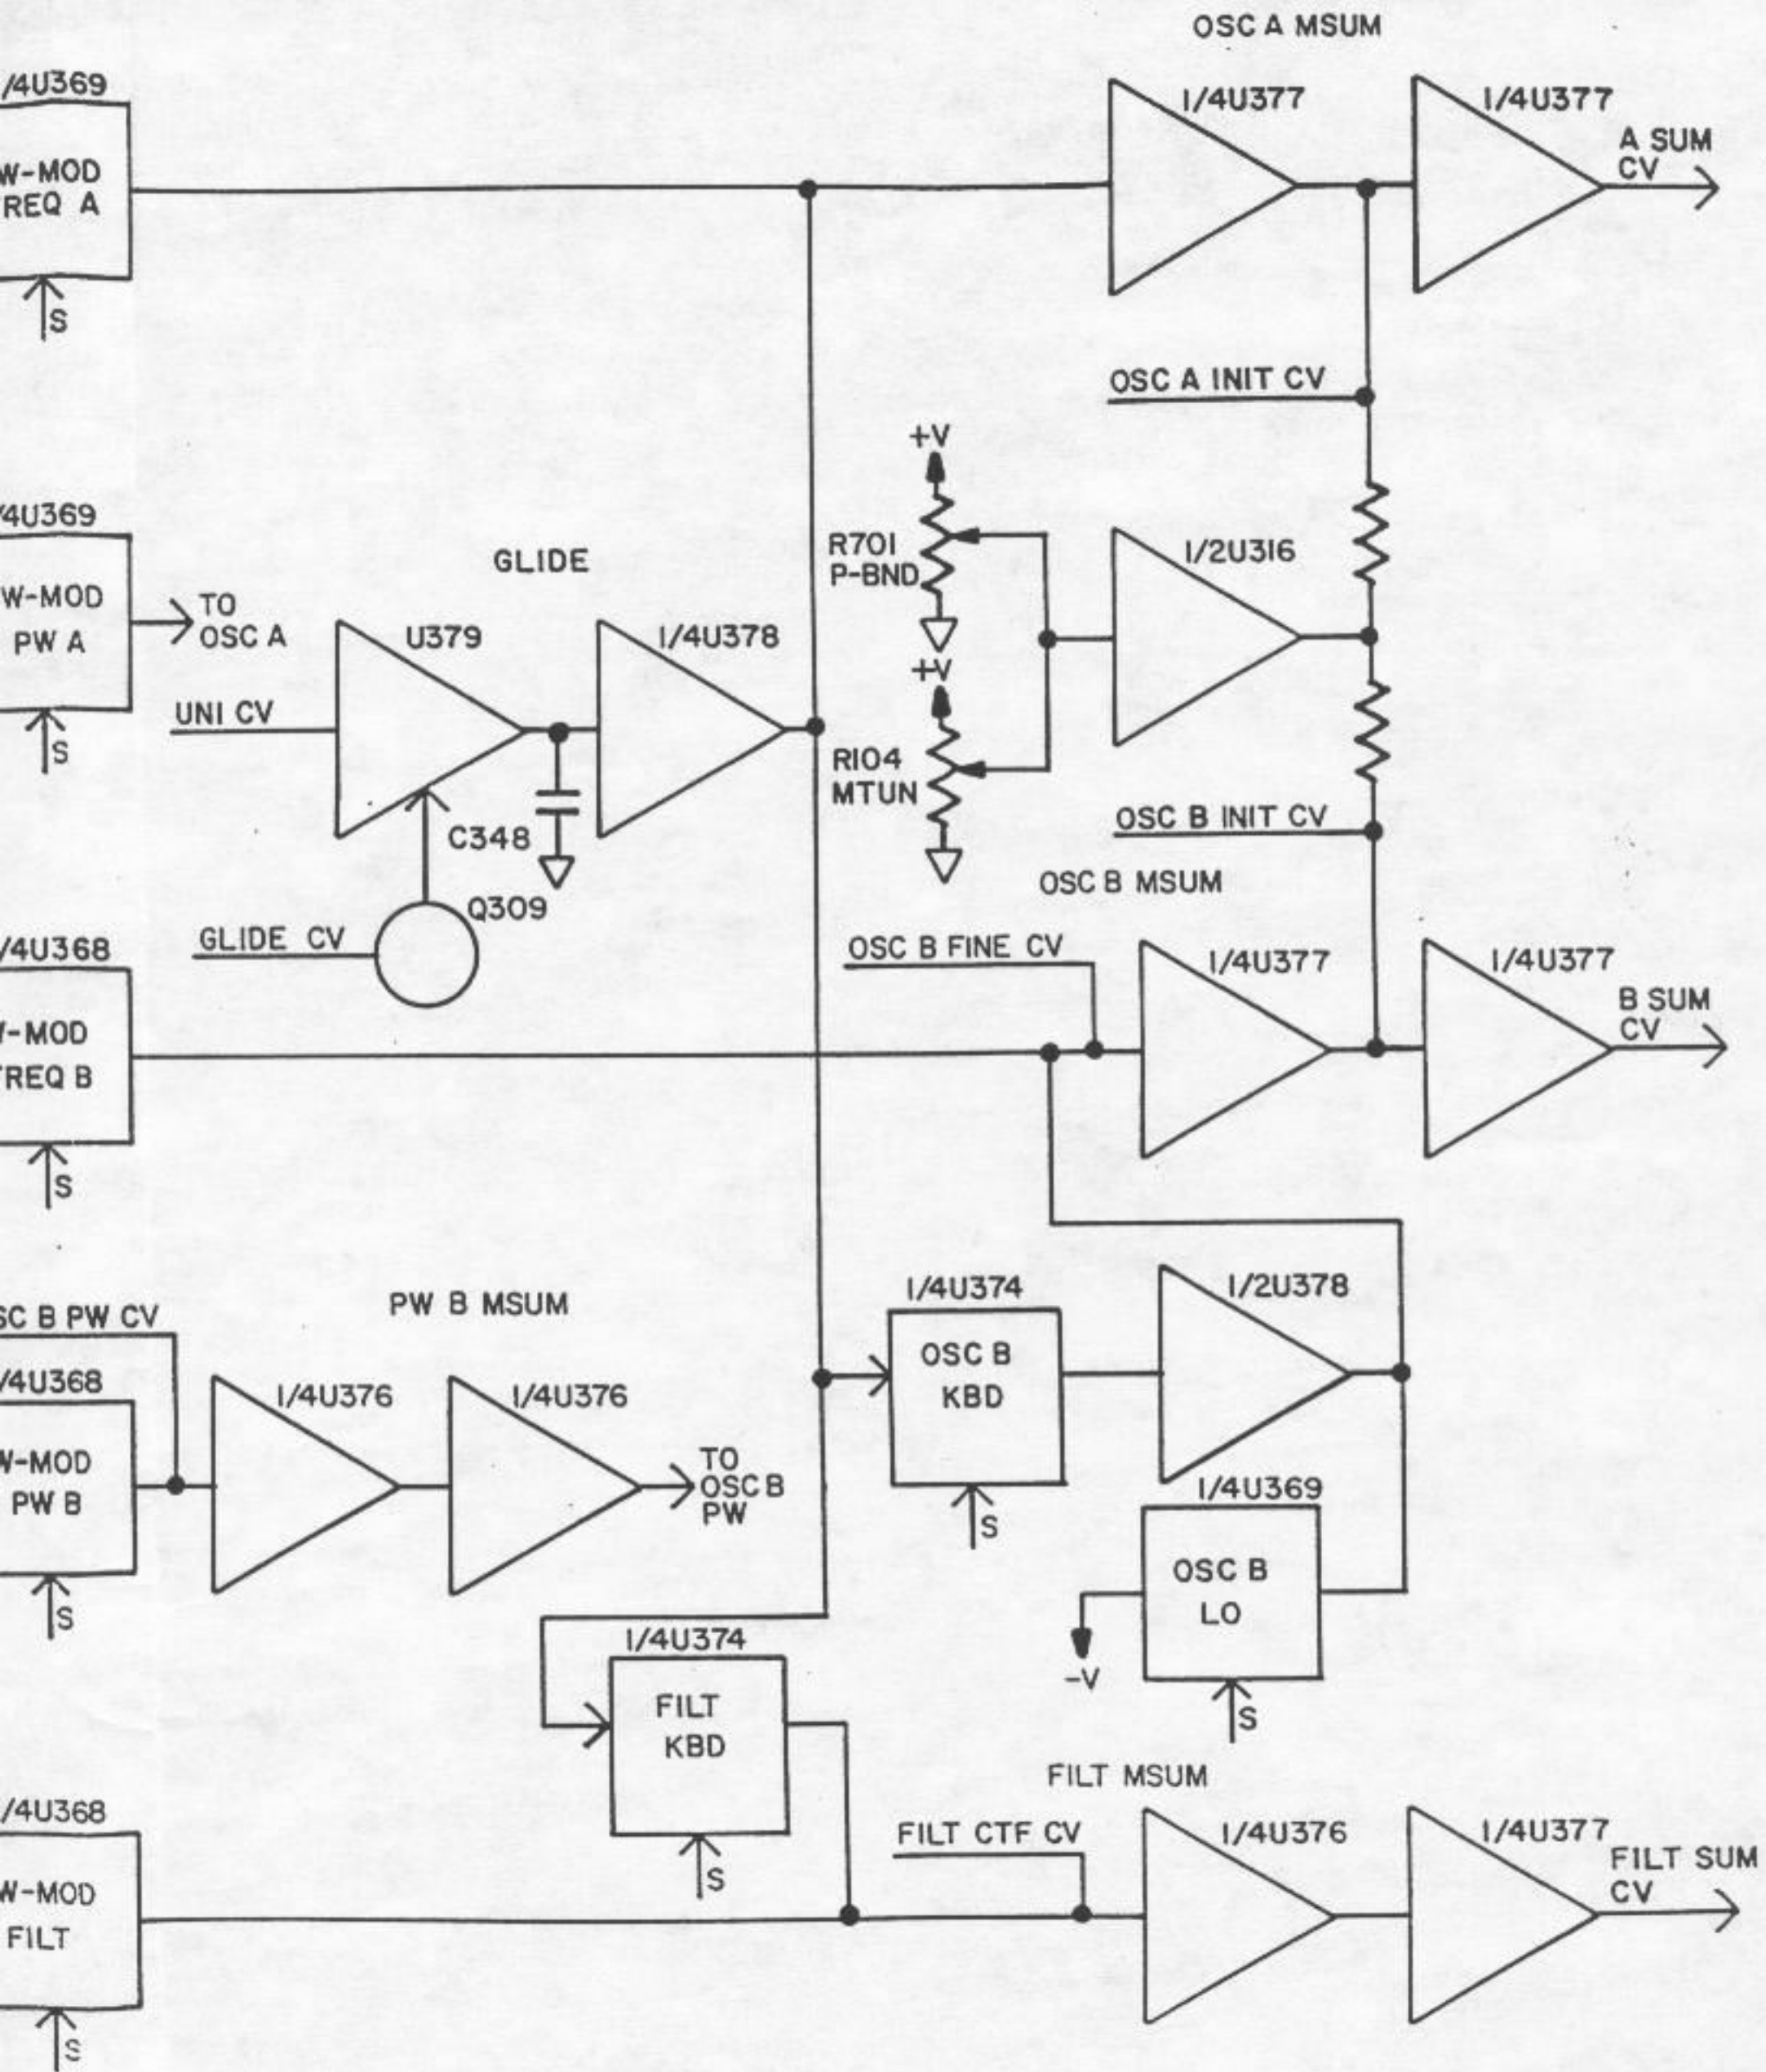 OSC A MSUM
/4U369
1/4U377
1/4U377
A SUM
CV
W-MOD
REQ A
S
OSC A INIT CV
+V
/4U369
R701
P-BND
1/2U316
GLIDE
W-MOD
PW A
TO
OSC A
U379
1/4U378
+V
UNI CV
S
R104
MTUN
OSC B INIT CV
C348
OSC B MSUM
Q309
GLIDE CV
/4U368
OSC B FINE CV
1/4U377
1/4U377
B SUM
CV
-MOD
REQ B
S
1/4U374
1/2U378
PW B MSUM
SC B PW CV
OSC B
KBD
/4U368
1/4U376
1/4U376
W-MOD
PW B
TO
OSC B
PW
1/4U369
S
OSC B
LO
S
1/4U374
-V
FILT
KBD
S
FILT MSUM
/4U368
FILT CTF CV
1/4U376
1/4U377
FILT SUM
CV
S
W-MOD
FILT
S